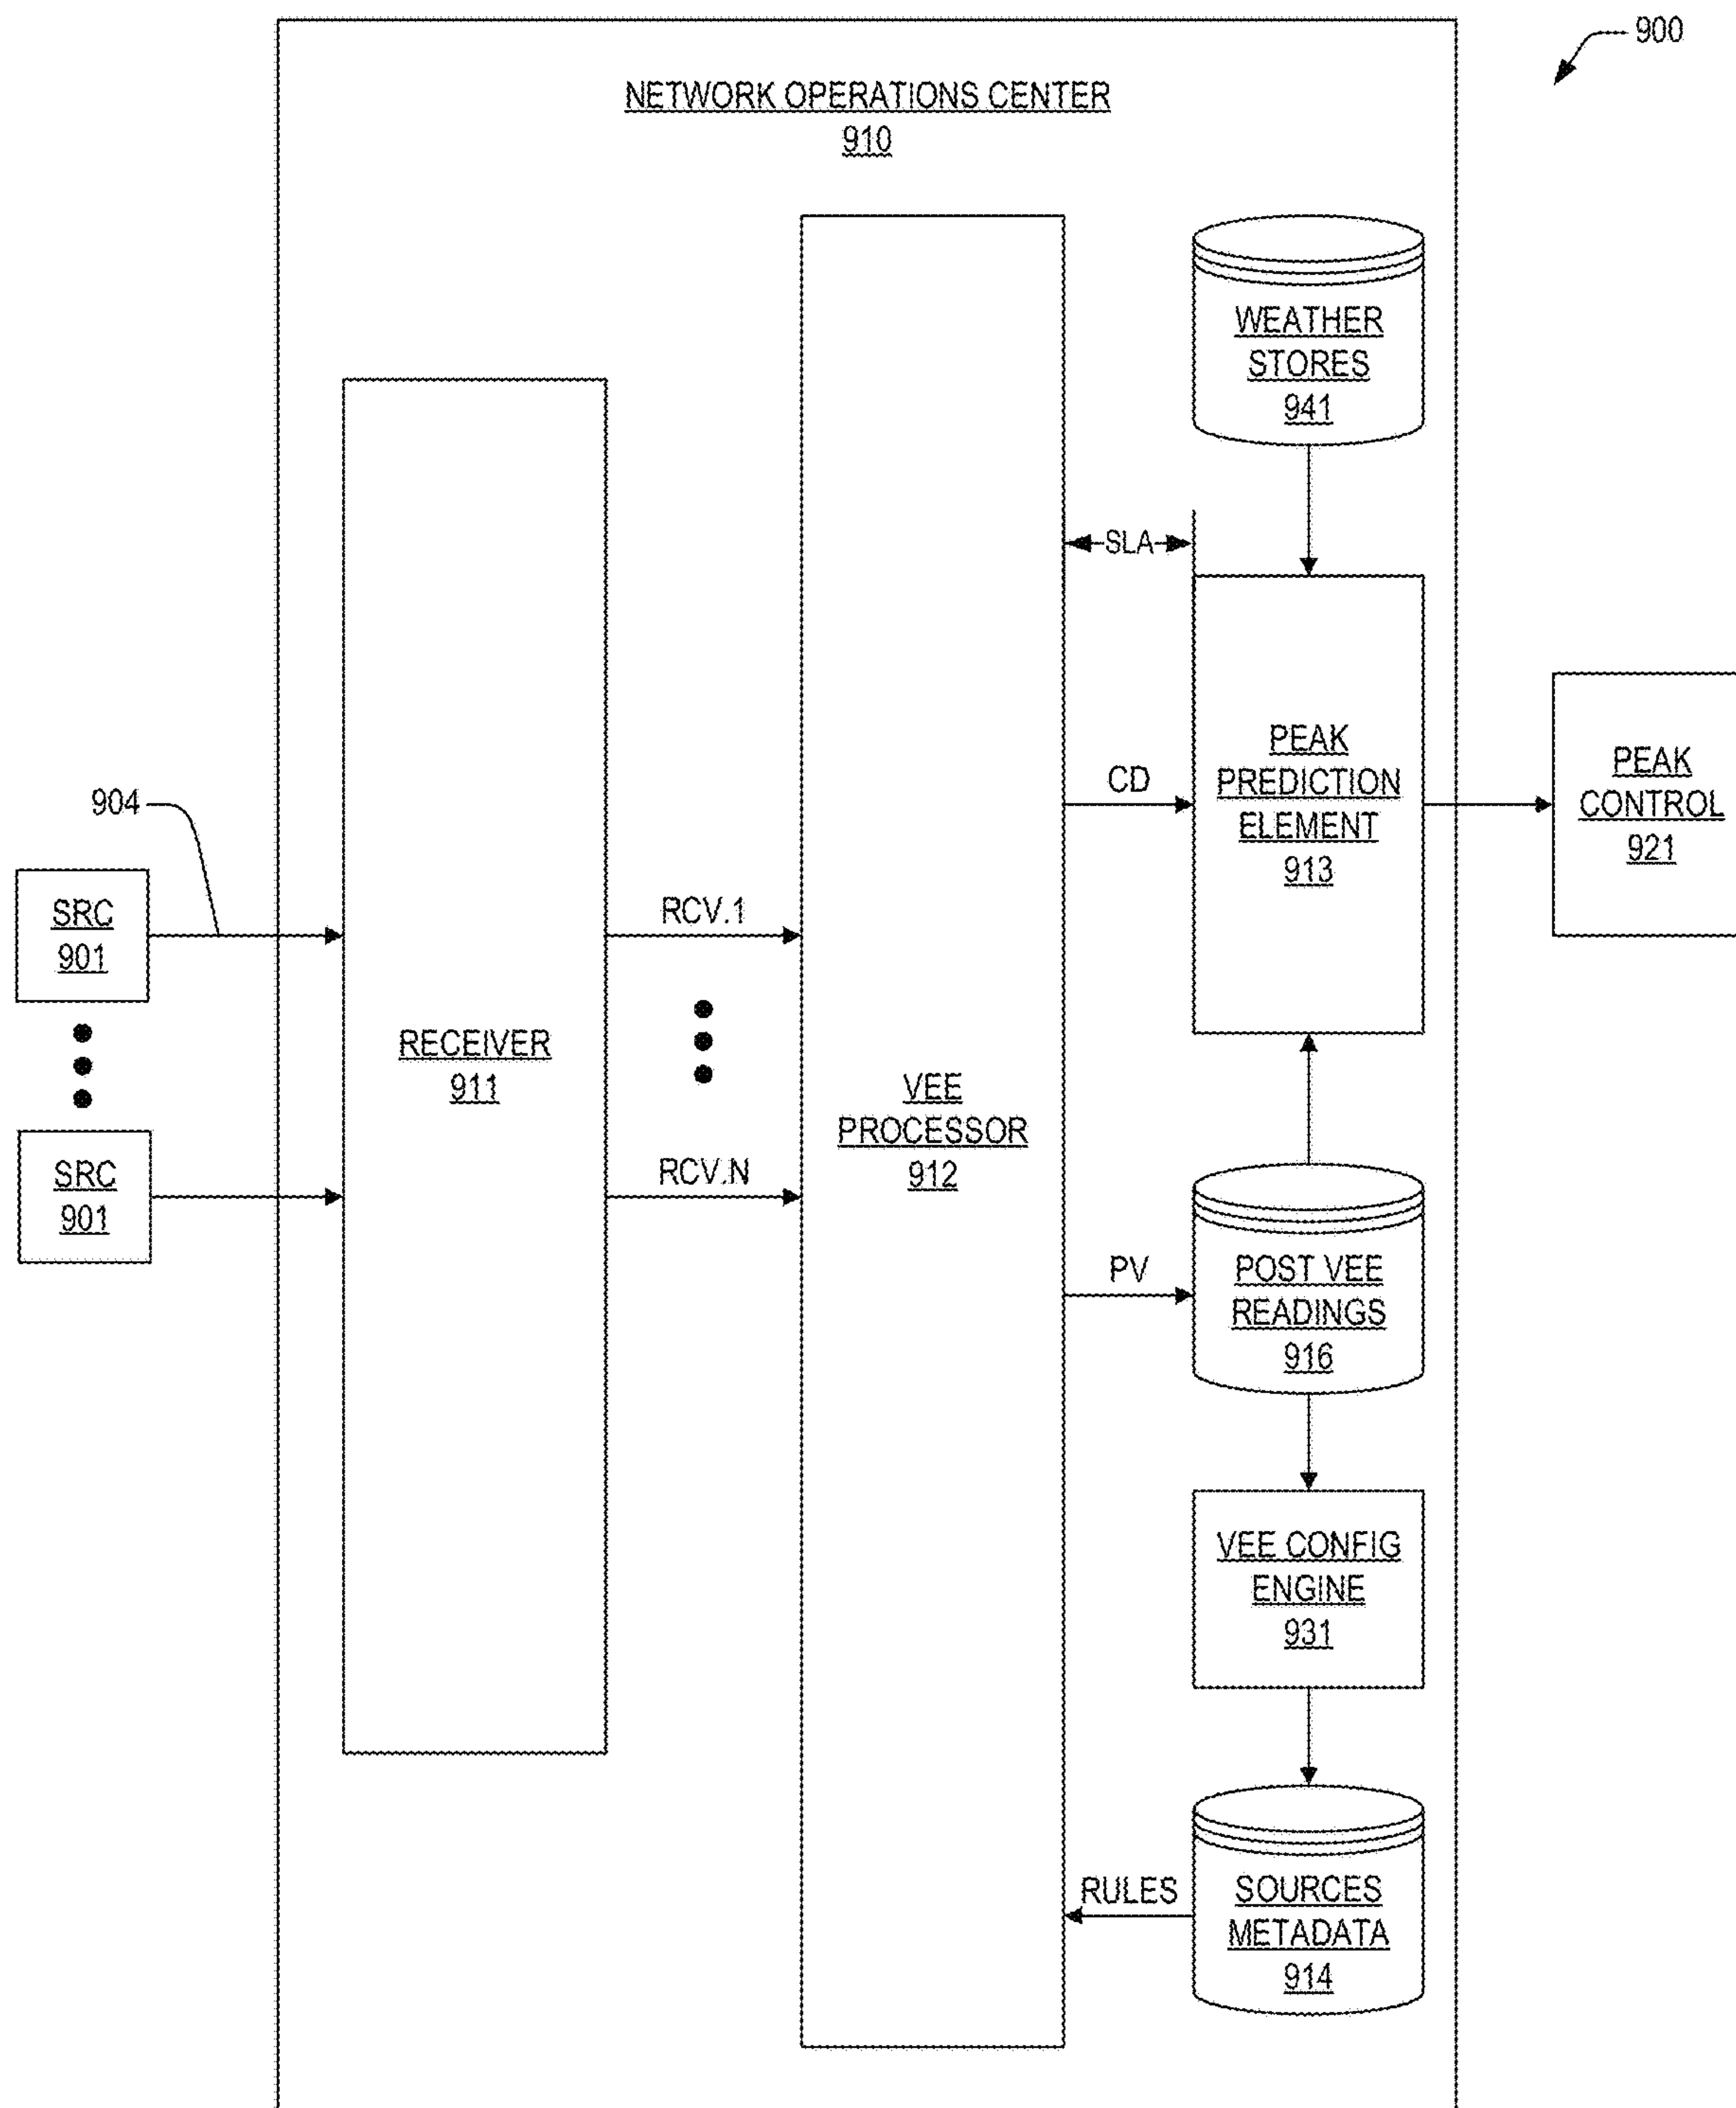 900
NETWORK OPERATIONS CENTER
910
WEATHER
STORES
941
SLA
PEAK
PREDICTION
ELEMENT
913
CD
PEAK
CONTROL
921
904
SRC
901
RCV.1
RECEIVER
911
VEE
PROCESSOR
912
SRC
901
RCV.N
PV
POST VEE
READINGS
916
VEE CONFIG
ENGINE
931
RULES
SOURCES
METADATA
914